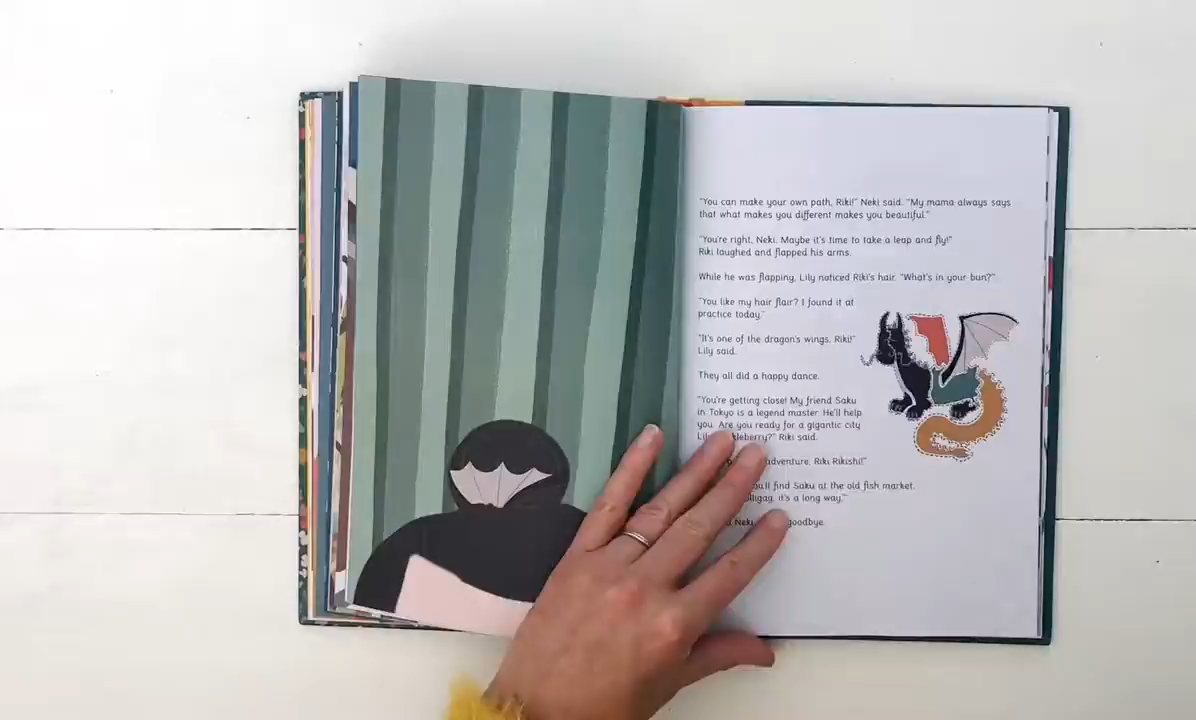 "You can make your own path, Riki!" Neki said. "My mama always says
that what makes you different makes you beautiful."
"You're right, Neki. Maybe it's time to take a leap and fly!"
Riki laughed and flapped his arms.
While he was flapping, Lily noticed Riki's hair. "What's in your bun?"
"You like my hair flair? I found it at
practice today."
"It's one of the dragon's wings, Riki!"
Lily said.
They all did a happy dance.
"You're getting close! My friend Saku
in Tokyo is a legend master. He'll help
you. Are you ready for a gigantic city
Riki said.
adventure, Riki Rikishi!"
find Saku at the old fish market.
it's a long way."
Neki goodbye.